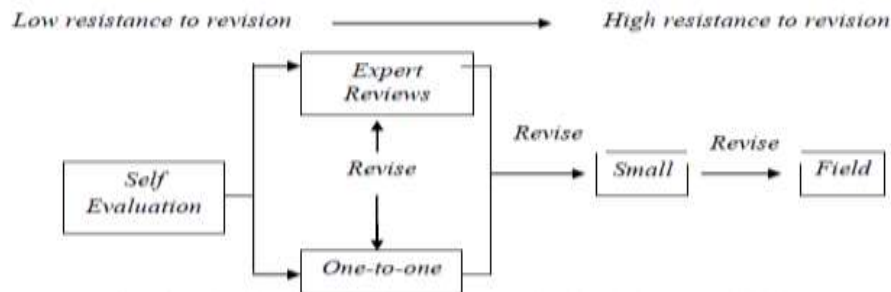 Low resistance to revision
High resistance to revision
Expert
Reviews
Revise
Self
Evaluation
One-to-one
Revise
Small
Revise
Field